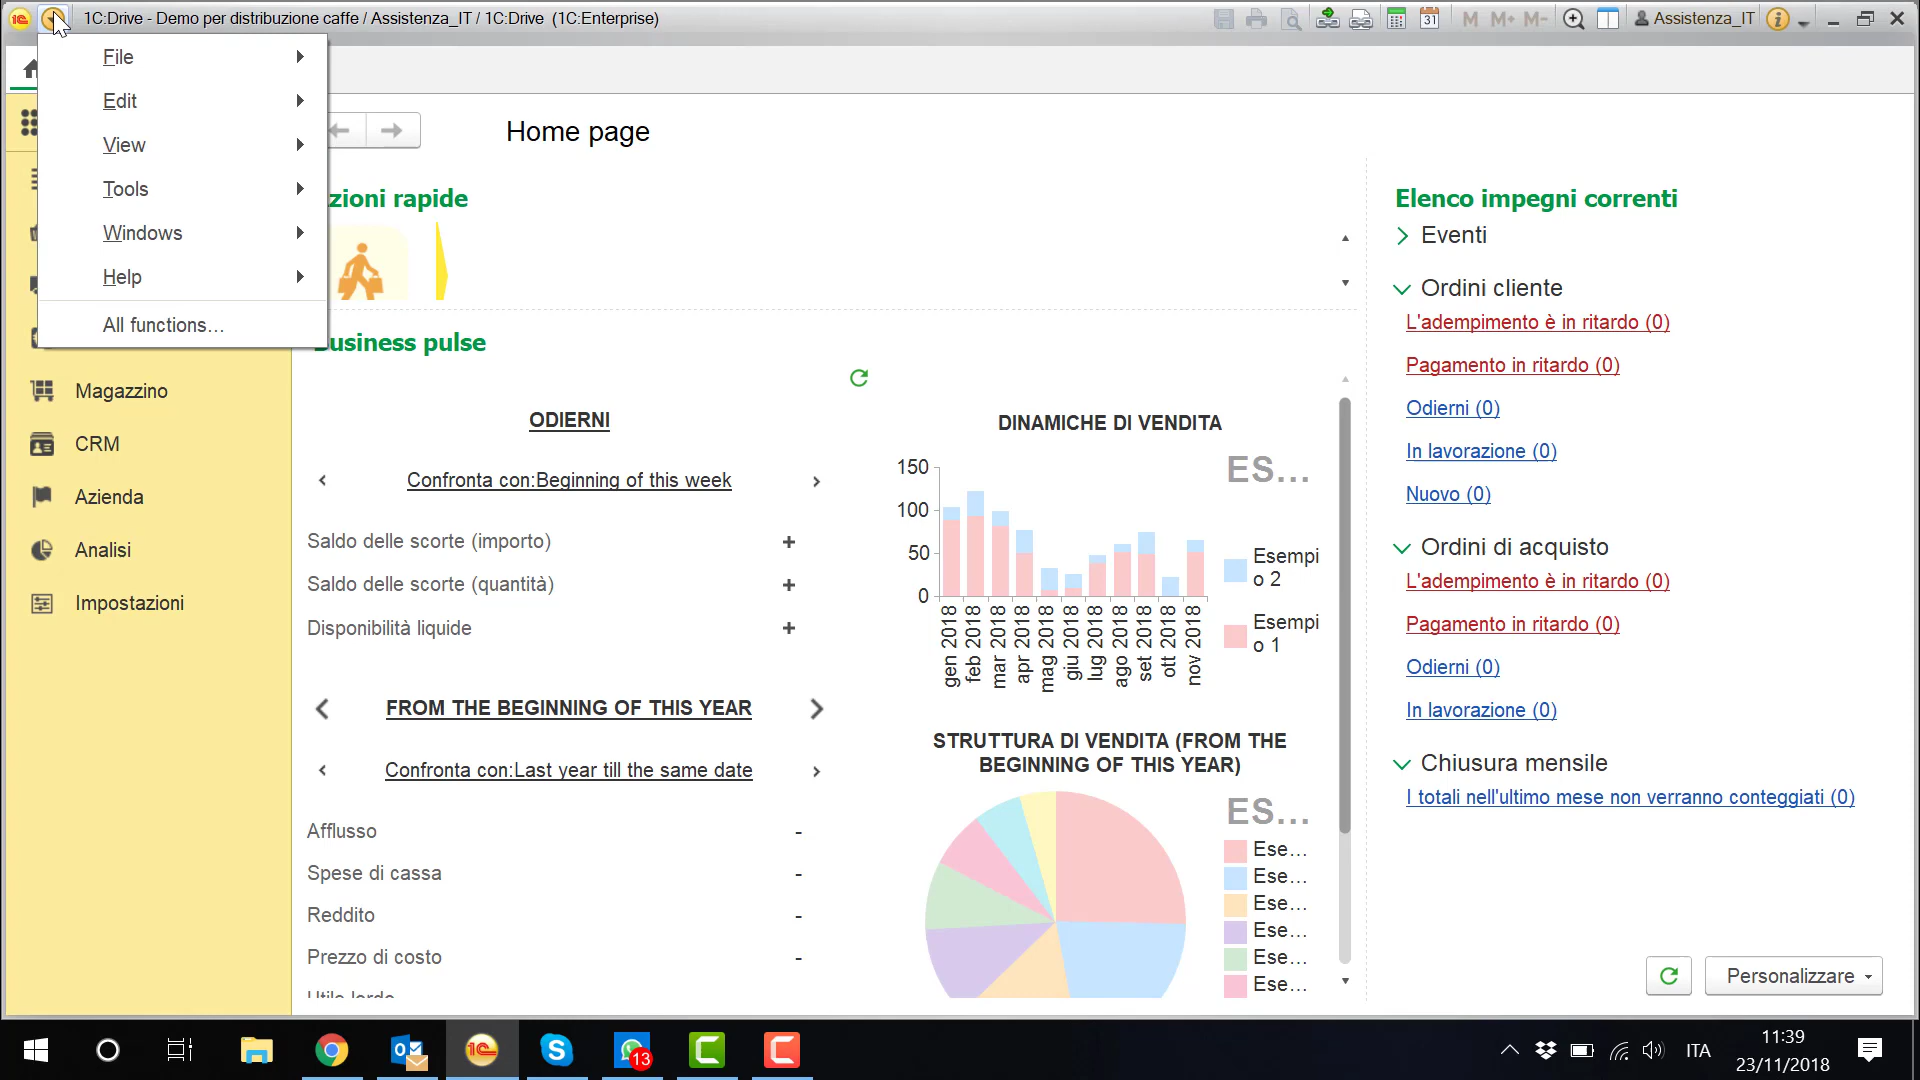 1C:Drive - Demo per distribuzione caffe / Assistenza_IT / 1C:Drive (1C:Enterprise)
31
M M+ M-
Assistenza_IT
File
Edit
View
Tools
Windows
Help
All functions...
Magazzino
CRM
Azienda
Analisi
Impostazioni
Home page
zioni rapide
Business pulse
ODIERNI
Confronta con:Beginning of this week
Saldo delle scorte (importo) +
Saldo delle scorte (quantità) +
Disponibilità liquide +
FROM THE BEGINNING OF THIS YEAR
Confronta con:Last year till the same date
Afflusso -
Spese di cassa -
Reddito -
Prezzo di costo -
DINAMICHE DI VENDITA
ES...
150
100
50
0
gen 2018
feb 2018
mar 2018
apr 2018
mag 2018
giu 2018
lug 2018
ago 2018
set 2018
ott 2018
nov 2018
Esempi
o 2
Esempi
o 1
STRUTTURA DI VENDITA (FROM THE
BEGINNING OF THIS YEAR)
ES...
Ese...
Ese...
Ese...
Ese...
Ese...
Ese...
Elenco impegni correnti
Eventi
Ordini cliente
L'adempimento è in ritardo (0)
Pagamento in ritardo (0)
Odierni (0)
In lavorazione (0)
Nuovo (0)
Ordini di acquisto
L'adempimento è in ritardo (0)
Pagamento in ritardo (0)
Odierni (0)
In lavorazione (0)
Chiusura mensile
I totali nell'ultimo mese non verranno conteggiati (0)
Personalizzare
13
ITA
11:39
23/11/2018